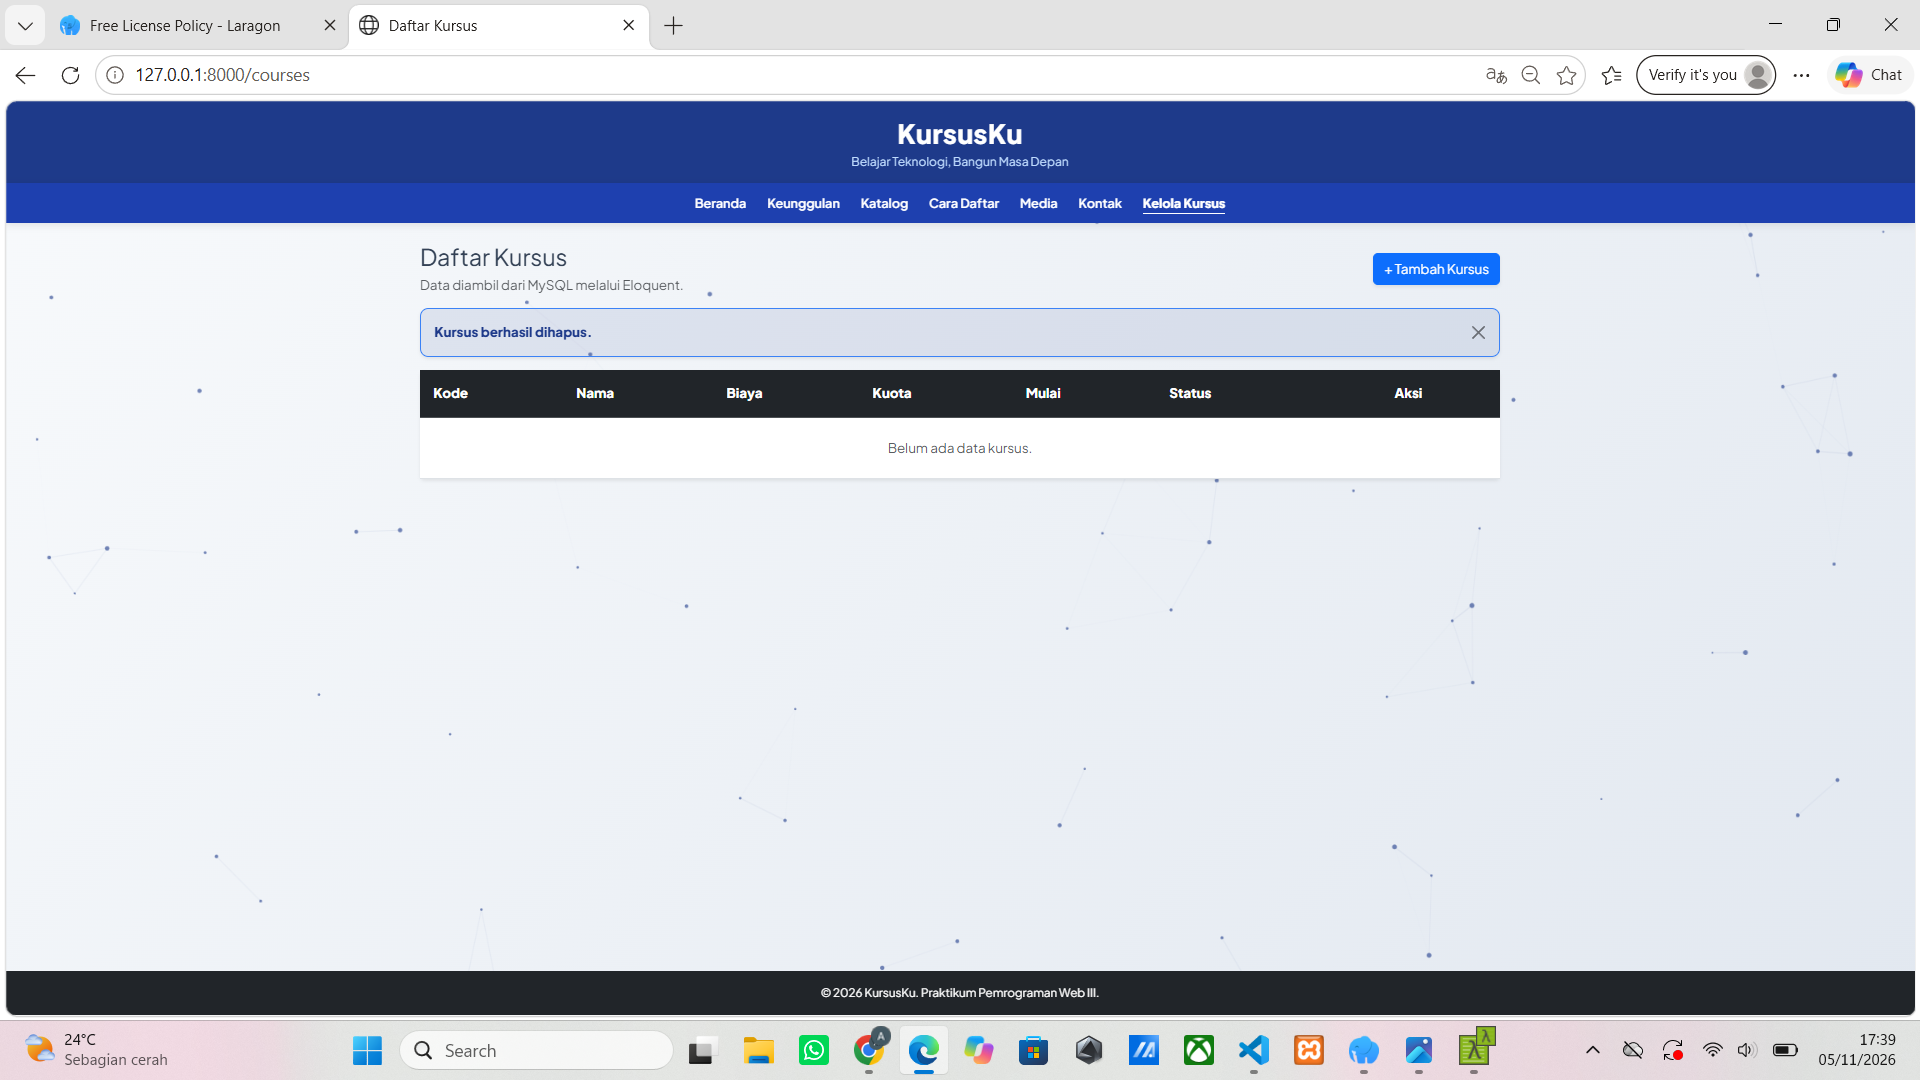 Free License Policy - Laragon
Daftar Kursus
127.0.0.1:8000/courses
Verify it's you
Chat
KursusKu
Belajar Teknologi, Bangun Masa Depan
Beranda Keunggulan Katalog Cara Daftar Media Kontak Kelola Kursus
Daftar Kursus
Data diambil dari MySQL melalui Eloquent.
+ Tambah Kursus
Kursus berhasil dihapus.
Kode Nama Biaya Kuota Mulai Status Aksi
Belum ada data kursus.
© 2026 KursusKu. Praktikum Pemrograman Web III.
24°C
Sebagian cerah
Search
A
17:39
05/11/2026